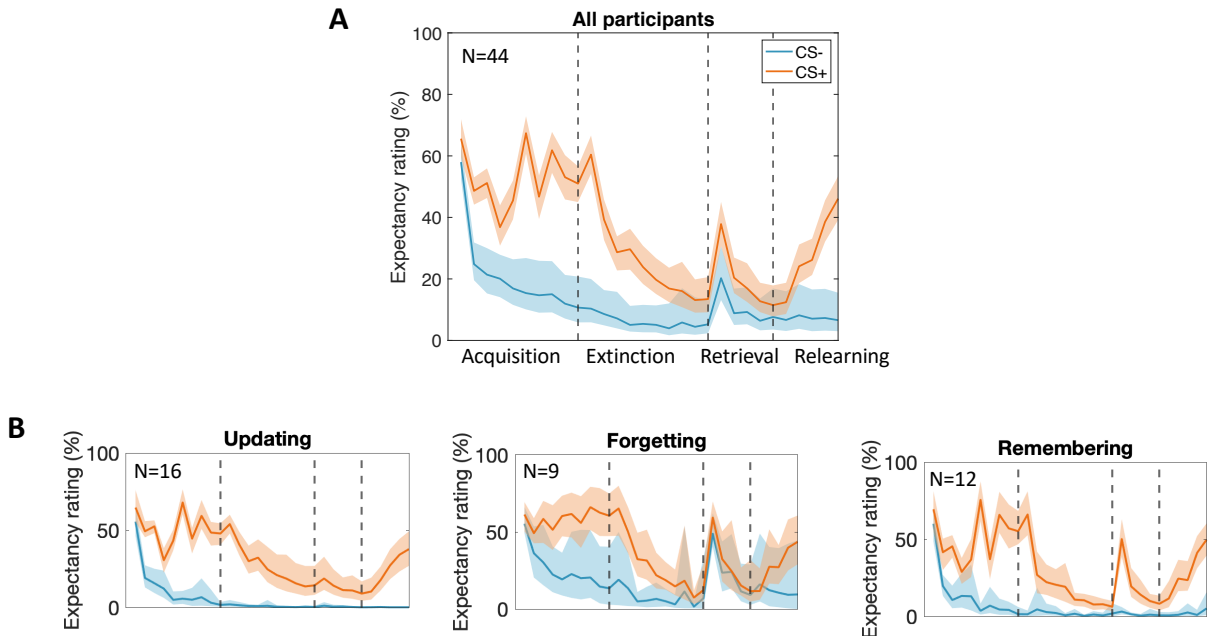 A
All participants
N=44
CS-
CS+
Expectancy rating (%)
100
80
60
40
20
0
Acquisition Extinction Retrieval Relearning
B
Updating
N=16
Expectancy rating (%)
100
50
0
Forgetting
N=9
Expectancy rating (%)
100
50
0
Remembering
N=12
Expectancy rating (%)
100
50
0